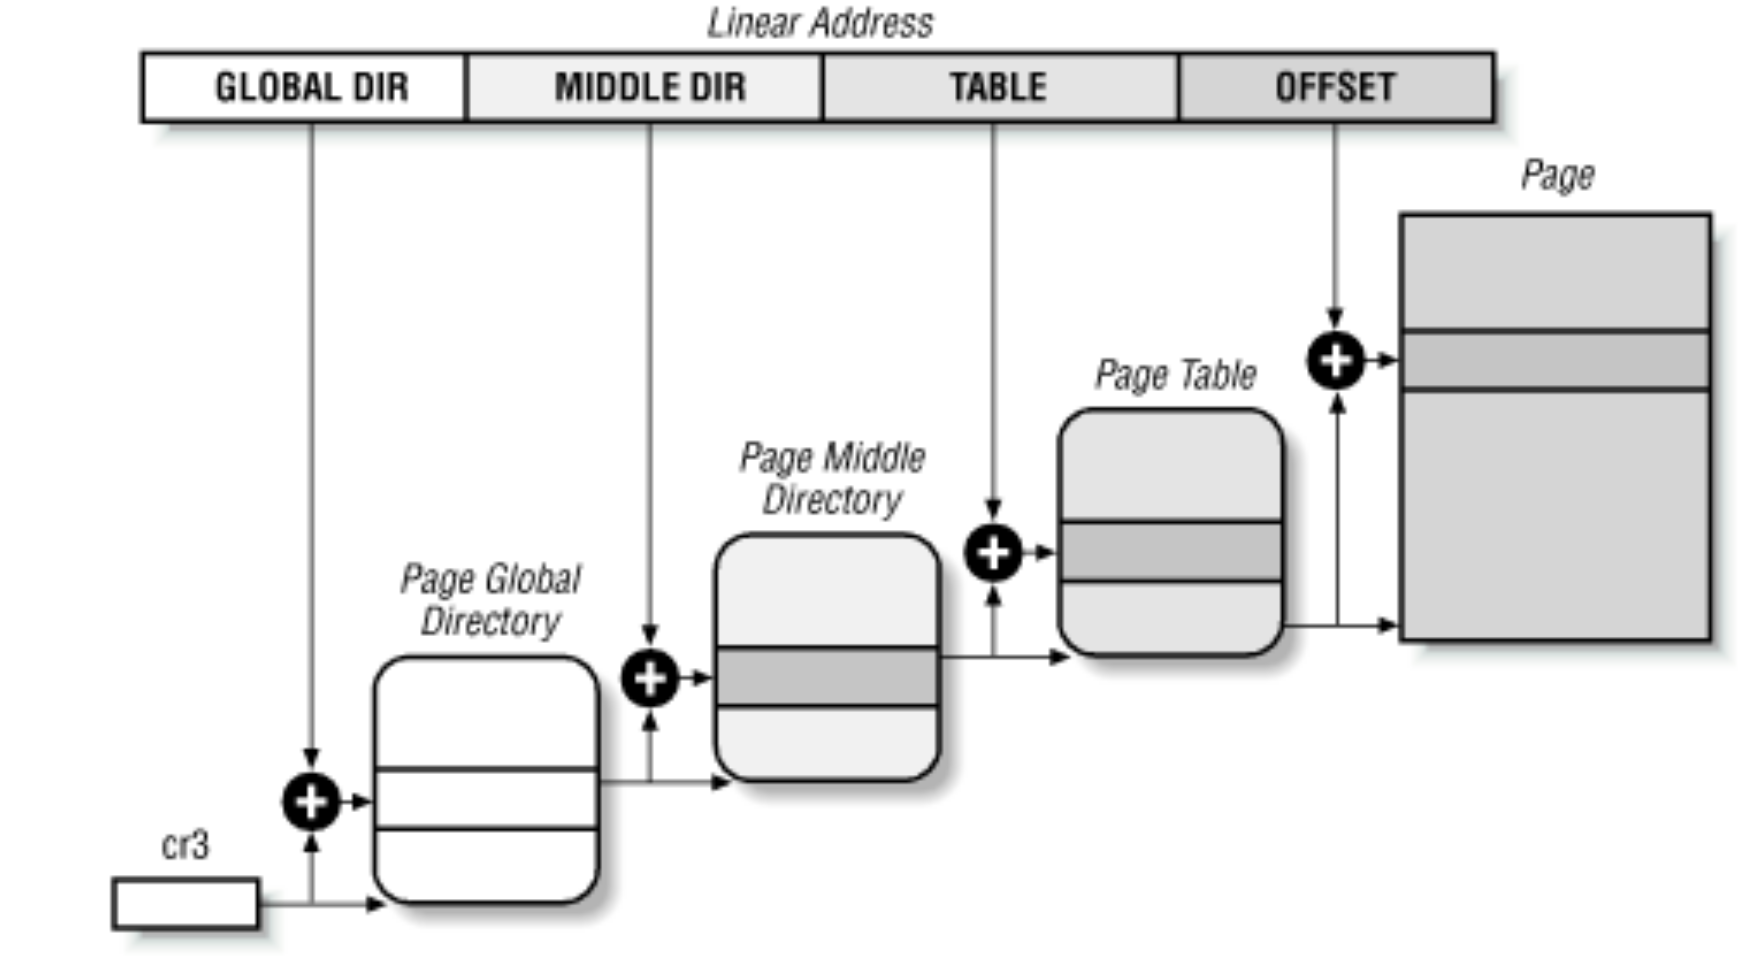 Linear Address
GLOBAL DIR
MIDDLE DIR
TABLE
OFFSET
Page
Page Table
Page Middle
Directory
Page Global
Directory
cr3